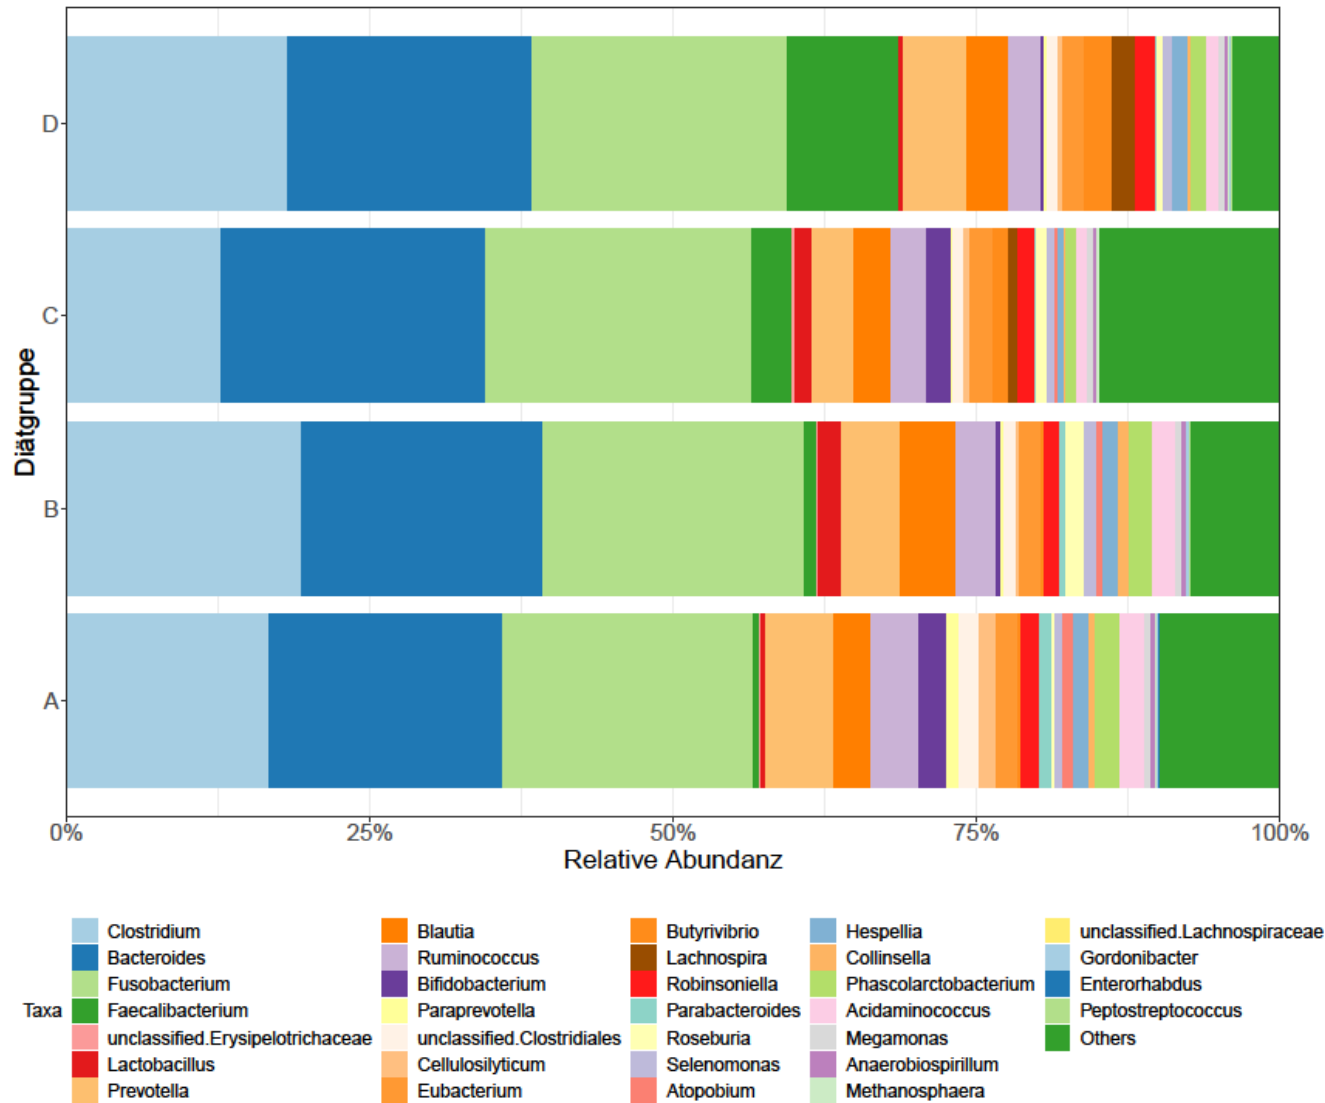 D
C
B
A
Diätgruppe
0% 25% 50% 75% 100%
Relative Abundanz
Taxa
Clostridium
Bacteroides
Fusobacterium
Faecalibacterium
unclassified.Erysipelotrichaceae
Lactobacillus
Prevotella
Blautia
Ruminococcus
Bifidobacterium
Paraprevotella
unclassified.Clostridiales
Cellulosilyticum
Eubacterium
Butyrivibrio
Lachnospira
Robinsoniella
Parabacteroides
Roseburia
Selenomonas
Atopobium
Hespellia
Collinsella
Phascolarctobacterium
Acidaminococcus
Megamonas
Anaerobiospirillum
Methanosphaera
unclassified.Lachnospiraceae
Gordonibacter
Enterorhabdus
Peptostreptococcus
Others